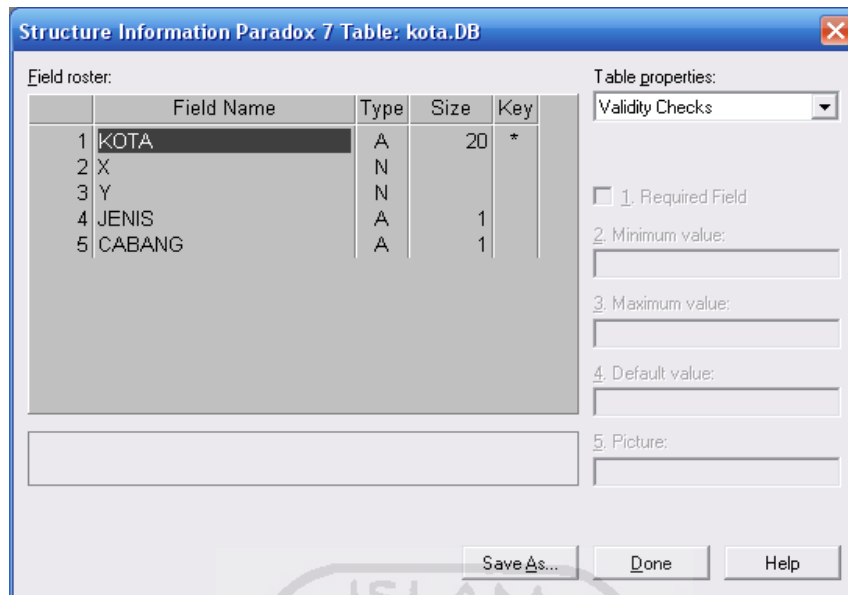 Structure Information Paradox 7 Table: kota.DB
Field roster:
Field Name Type Size Key
1 KOTA A 20 *
2 X N
3 Y N
4 JENIS A 1
5 CABANG A 1
Table properties:
Validity Checks
1. Required Field
2. Minimum value:
3. Maximum value:
4. Default value:
5. Picture:
Save As... Done Help
ISLAM